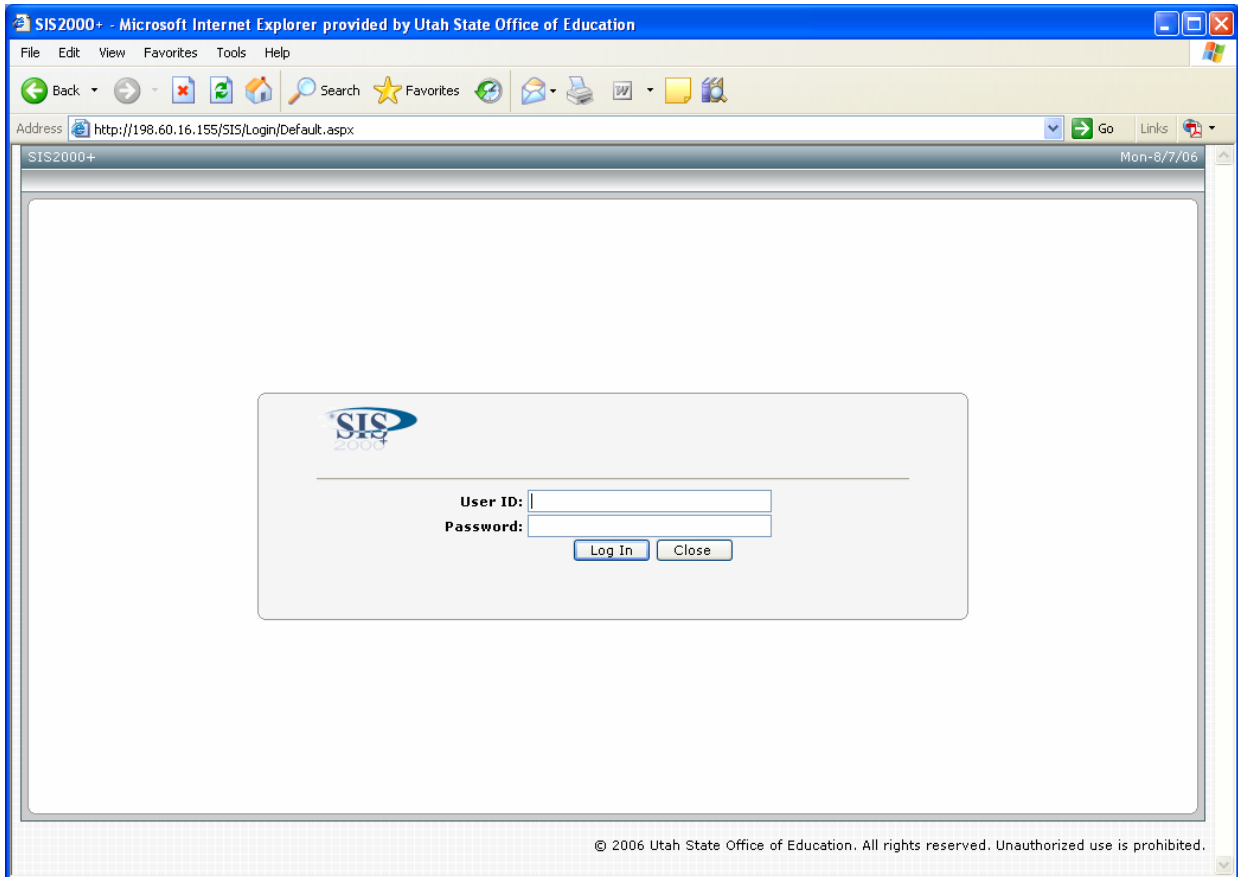 SIS2000+ - Microsoft Internet Explorer provided by Utah State Office of Education
File Edit View Favorites Tools Help
Back Search Favorites
Address http://198.60.16.155/SIS/Login/Default.aspx Go Links
SIS2000+ Mon-8/7/06
SIS
2000+
User ID:
Password:
Log In Close
© 2006 Utah State Office of Education. All rights reserved. Unauthorized use is prohibited.